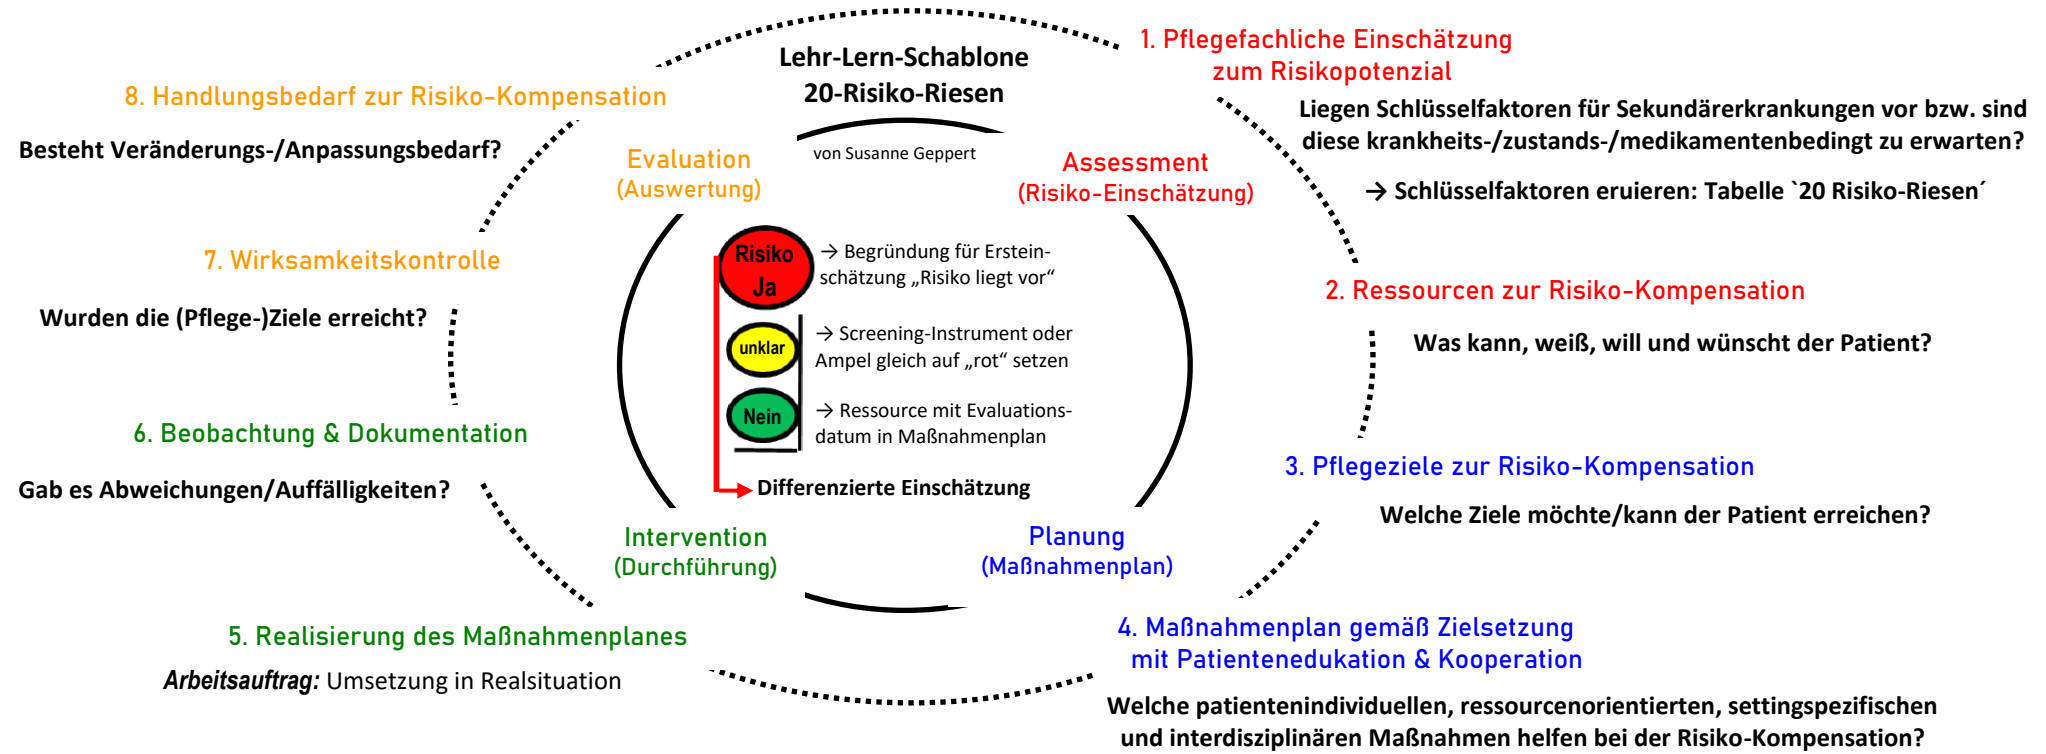 Lehr-Lern-Schablone
20-Risiko-Riesen
von Susanne Geppert
1. Pflegefachliche Einschätzung
zum Risikopotenzial
Liegen Schlüsselfaktoren für Sekundärerkrankungen vor bzw. sind
diese krankheits-/zustands-/medikamentenbedingt zu erwarten?
→ Schlüsselfaktoren eruieren: Tabelle `20 Risiko-Riesen´
Assessment
(Risiko-Einschätzung)
2. Ressourcen zur Risiko-Kompensation
Was kann, weiß, will und wünscht der Patient?
3. Pflegeziele zur Risiko-Kompensation
Welche Ziele möchte/kann der Patient erreichen?
Planung
(Maßnahmenplan)
4. Maßnahmenplan gemäß Zielsetzung
mit Patientenedukation & Kooperation
Welche patientenindividuellen, ressourcenorientierten, settingspezifischen
und interdisziplinären Maßnahmen helfen bei der Risiko-Kompensation?
5. Realisierung des Maßnahmenplanes
Arbeitsauftrag: Umsetzung in Realsituation
Intervention
(Durchführung)
6. Beobachtung & Dokumentation
Gab es Abweichungen/Auffälligkeiten?
7. Wirksamkeitskontrolle
Wurden die (Pflege-)Ziele erreicht?
8. Handlungsbedarf zur Risiko-Kompensation
Besteht Veränderungs-/Anpassungsbedarf?
Evaluation
(Auswertung)
Risiko
Ja
→ Begründung für Erstein-
schätzung „Risiko liegt vor“
unklar
→ Screening-Instrument oder
Ampel gleich auf „rot“ setzen
Nein
→ Ressource mit Evaluations-
datum in Maßnahmenplan
Differenzierte Einschätzung